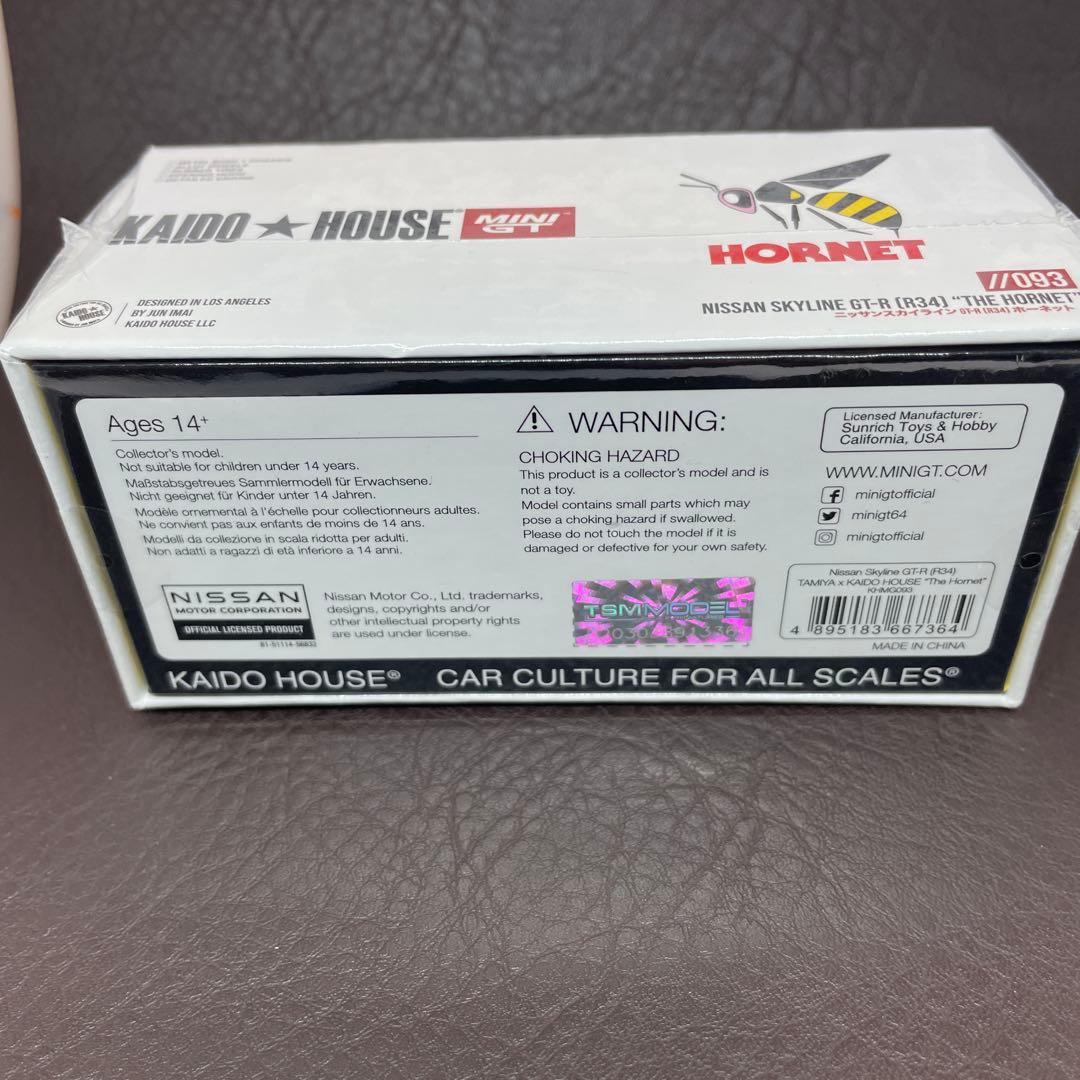 KAIDO★HOUSE® MINI GT™
HORNET
KAIDO★HOUSE
DESIGNED IN LOS ANGELES
BY JUN IMAI
KAIDO HOUSE LLC
//093
NISSAN SKYLINE GT-R (R34) "THE HORNET"
ニッサンスカイライン GT-R (R34) ホーネット
Ages 14+
Collector's model.
Not suitable for children under 14 years.
Maßstabsgetreues Sammlermodell für Erwachsene.
Nicht geeignet für Kinder unter 14 Jahren.
Modèle ornemental à l'échelle pour collectionneurs adultes.
Ne convient pas aux enfants de moins de 14 ans.
Modelli da collezione in scala ridotta per adulti.
Non adatti a ragazzi di età inferiore a 14 anni.
NISSAN
MOTOR CORPORATION
OFFICIAL LICENSED PRODUCT
Nissan Motor Co., Ltd. trademarks,
designs, copyrights and/or
other intellectual property rights
are used under license.
WARNING:
CHOKING HAZARD
This product is a collector's model and is
not a toy.
Model contains small parts which may
pose a choking hazard if swallowed.
Please do not touch the model if it is
damaged or defective for your own safety.
TSMMODEL
Licensed Manufacturer:
Sunrich Toys & Hobby
California, USA
WWW.MINIGT.COM
minigtofficial
minigt64
minigtofficial
Nissan Skyline GT-R (R34)
TAMIYA x KAIDO HOUSE "The Hornet"
KHMG093
4 895183 667364
MADE IN CHINA
KAIDO HOUSE® CAR CULTURE FOR ALL SCALES®